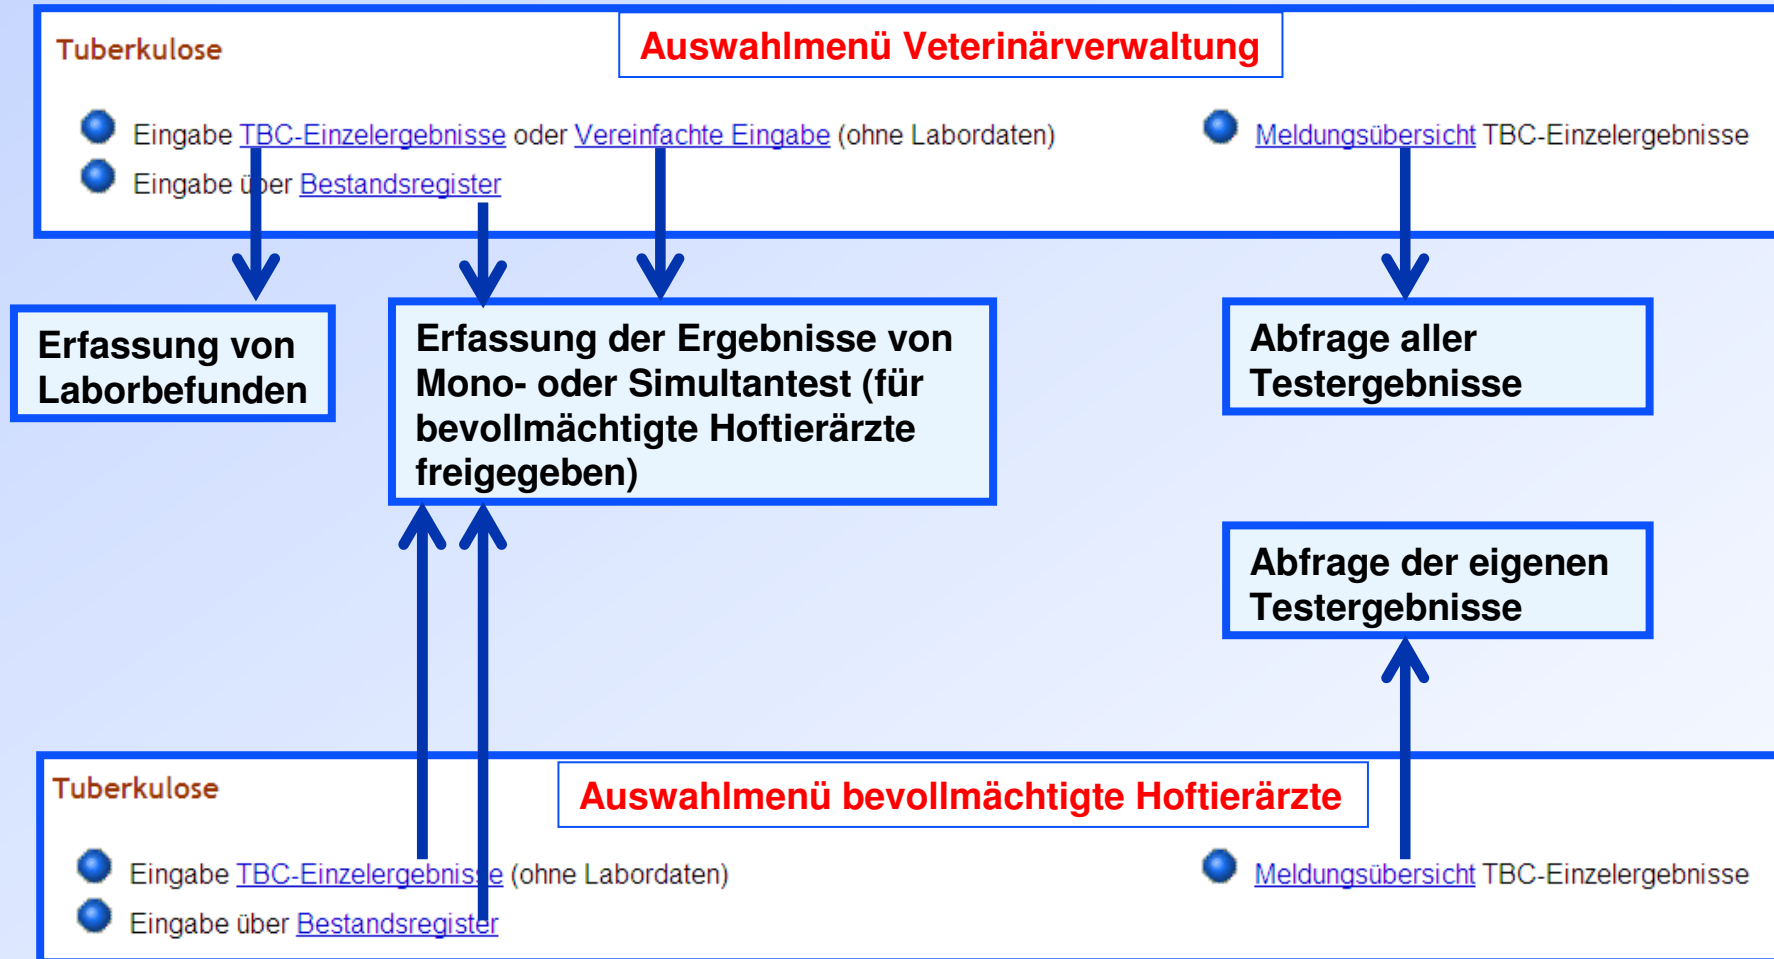 Tuberkulose
Auswahlmenü Veterinärverwaltung
Eingabe TBC-Einzelergebnisse oder Vereinfachte Eingabe (ohne Labordaten)
Meldungsübersicht TBC-Einzelergebnisse
Eingabe über Bestandsregister
Erfassung von
Laborbefunden
Erfassung der Ergebnisse von
Mono- oder Simultantest (für
bevollmächtigte Hoftierärzte
freigegeben)
Abfrage aller
Testergebnisse
Abfrage der eigenen
Testergebnisse
Tuberkulose
Auswahlmenü bevollmächtigte Hoftierärzte
Eingabe TBC-Einzelergebnisse (ohne Labordaten)
Meldungsübersicht TBC-Einzelergebnisse
Eingabe über Bestandsregister